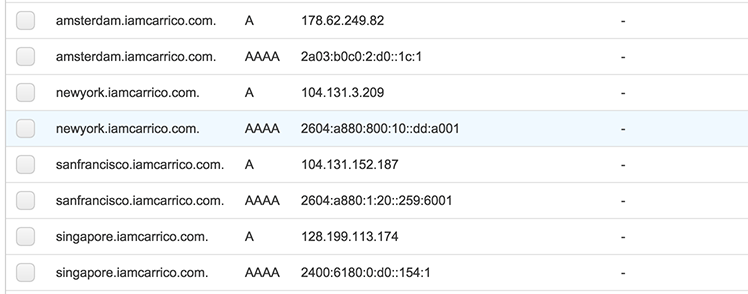 amsterdam.iamcarrico.com. A 178.62.249.82 -
amsterdam.iamcarrico.com. AAAA 2a03:b0c0:2:d0::1c:1 -
newyork.iamcarrico.com. A 104.131.3.209 -
newyork.iamcarrico.com. AAAA 2604:a880:800:10::dd:a001 -
sanfrancisco.iamcarrico.com. A 104.131.152.187 -
sanfrancisco.iamcarrico.com. AAAA 2604:a880:1:20::259:6001 -
singapore.iamcarrico.com. A 128.199.113.174 -
singapore.iamcarrico.com. AAAA 2400:6180:0:d0::154:1 -